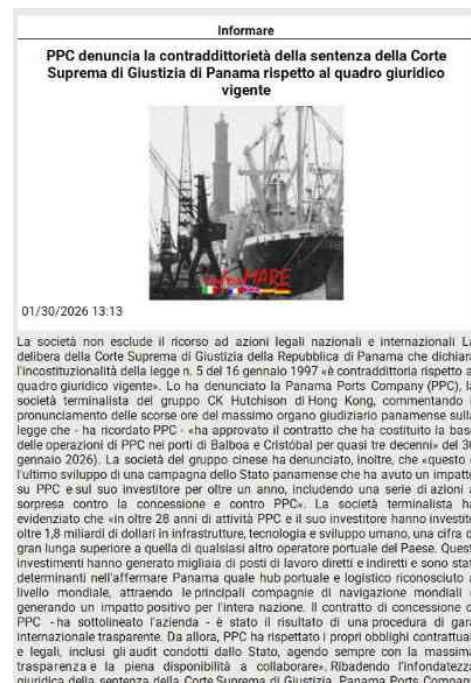 Informare
PPC denuncia la contraddittorietà della sentenza della Corte
Suprema di Giustizia di Panama rispetto al quadro giuridico
vigente
inforMARE
01/30/2026 13:13
La società non esclude il ricorso ad azioni legali nazionali e internazionali La
delibera della Corte Suprema di Giustizia della Repubblica di Panama che dichiara
l'incostituzionalità della legge n. 5 del 16 gennaio 1997 «è contraddittoria rispetto al
quadro giuridico vigente». Lo ha denunciato la Panama Ports Company (PPC), la
società terminalista del gruppo CK Hutchison di Hong Kong, commentando
pronunciamento delle scorse ore del massimo organo giudiziario panamense sulla
legge che - ha ricordato PPC - «ha approvato il contratto che ha costituito la base
delle operazioni di PPC nei porti di Balboa e Cristóbal per quasi tre decenni» del 30
gennaio 2026). La società del gruppo cinese ha denunciato, inoltre, che «questo
l'ultimo sviluppo di una campagna dello Stato panamense che ha avuto un impatto
su PPC e sul suo investitore per oltre un anno, includendo una serie di azioni a
sorpresa contro la concessione e contro PPC». La società terminalista ha
evidenziato che «in oltre 28 anni di attività PPC e il suo investitore hanno investito
oltre 1,8 miliardi di dollari in infrastrutture, tecnologia e sviluppo umano, una cifra di
gran lunga superiore a quella di qualsiasi altro operatore portuale del Paese. Questi
investimenti hanno generato migliaia di posti di lavoro diretti e indiretti e sono stati
determinanti nell'affermare Panama quale hub portuale e logistico riconosciuto a
livello mondiale, attraendo le principali compagnie di navigazione mondiali
generando un impatto positivo per l'intera nazione. Il contratto di concessione di
PPC - ha sottolineato l'azienda - è stato il risultato di una procedura di gara
internazionale trasparente. Da allora, PPC ha rispettato i propri obblighi contrattuali
e legali, inclusi gli audit condotti dallo Stato, agendo sempre con la massima
trasparenza e la piena disponibilità a collaborare». Ribadendo l'infondatezza
giuridica della sentenza della Corte Suprema di Giustizia, Panama Ports Company